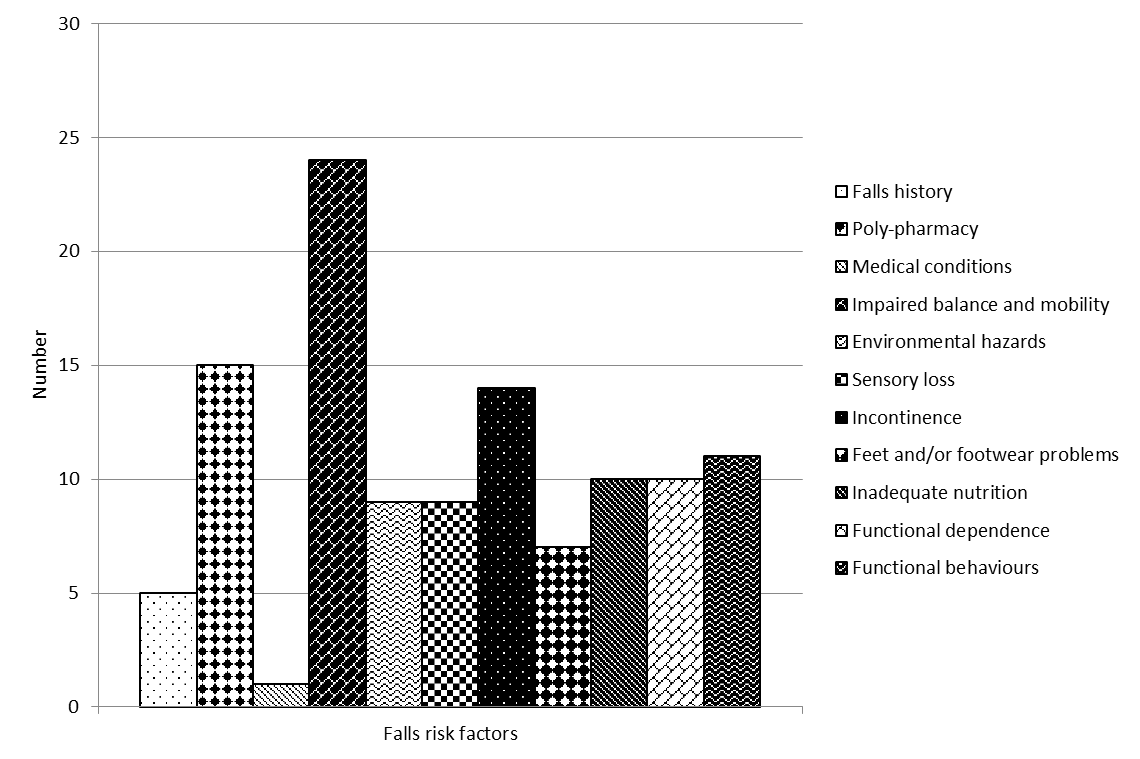 30
25
20
15
10
5
0
Number
Falls risk factors
Falls history
Poly-pharmacy
Medical conditions
Impaired balance and mobility
Environmental hazards
Sensory loss
Incontinence
Feet and/or footwear problems
Inadequate nutrition
Functional dependence
Functional behaviours